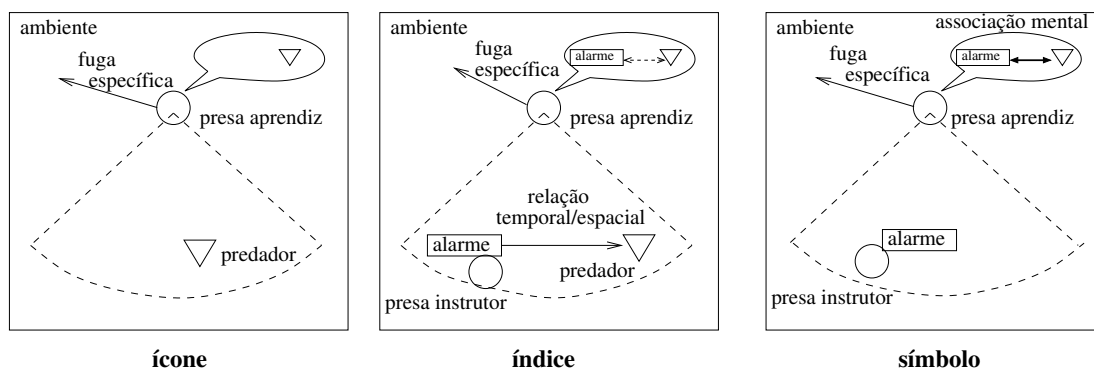 ambiente
fuga
específica
presa aprendiz
predador
ícone
ambiente
fuga
específica
alarme
presa aprendiz
relação
temporal/espacial
alarme
predador
presa instrutor
índice
associação mental
ambiente
fuga
específica
alarme
presa aprendiz
alarme
presa instrutor
símbolo